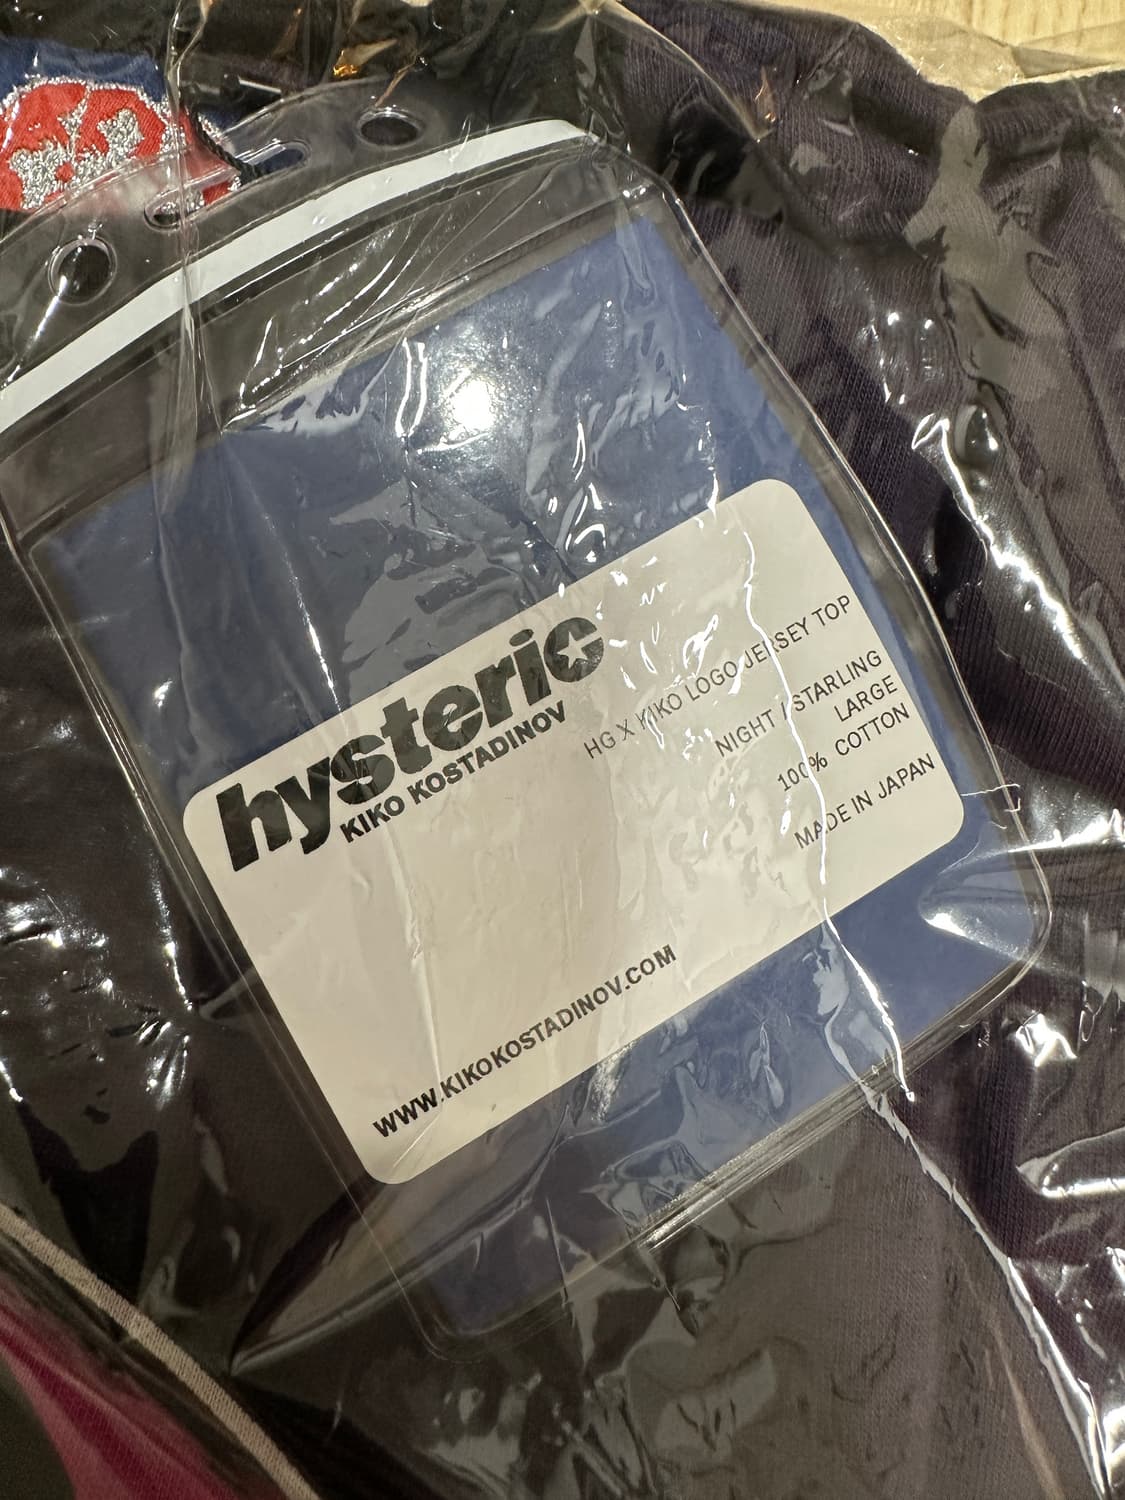 hysteric
KIKO KOSTADINOV
HG X KIKO LOGO JERSEY TOP
NIGHT / STARLING
LARGE
100% COTTON
MADE IN JAPAN
WWW.KIKOKOSTADINOV.COM